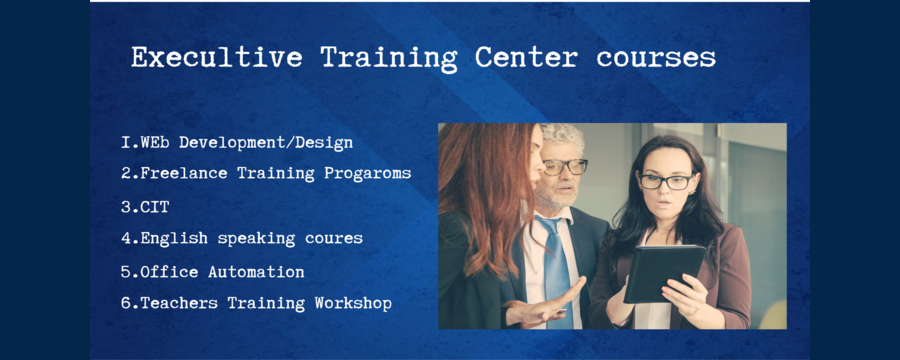 Execultive Training Center courses
I.WEb Development/Design
2.Freelance Training Progaroms
3.CIT
4.English speaking coures
5.Office Automation
6.Teachers Training Workshop